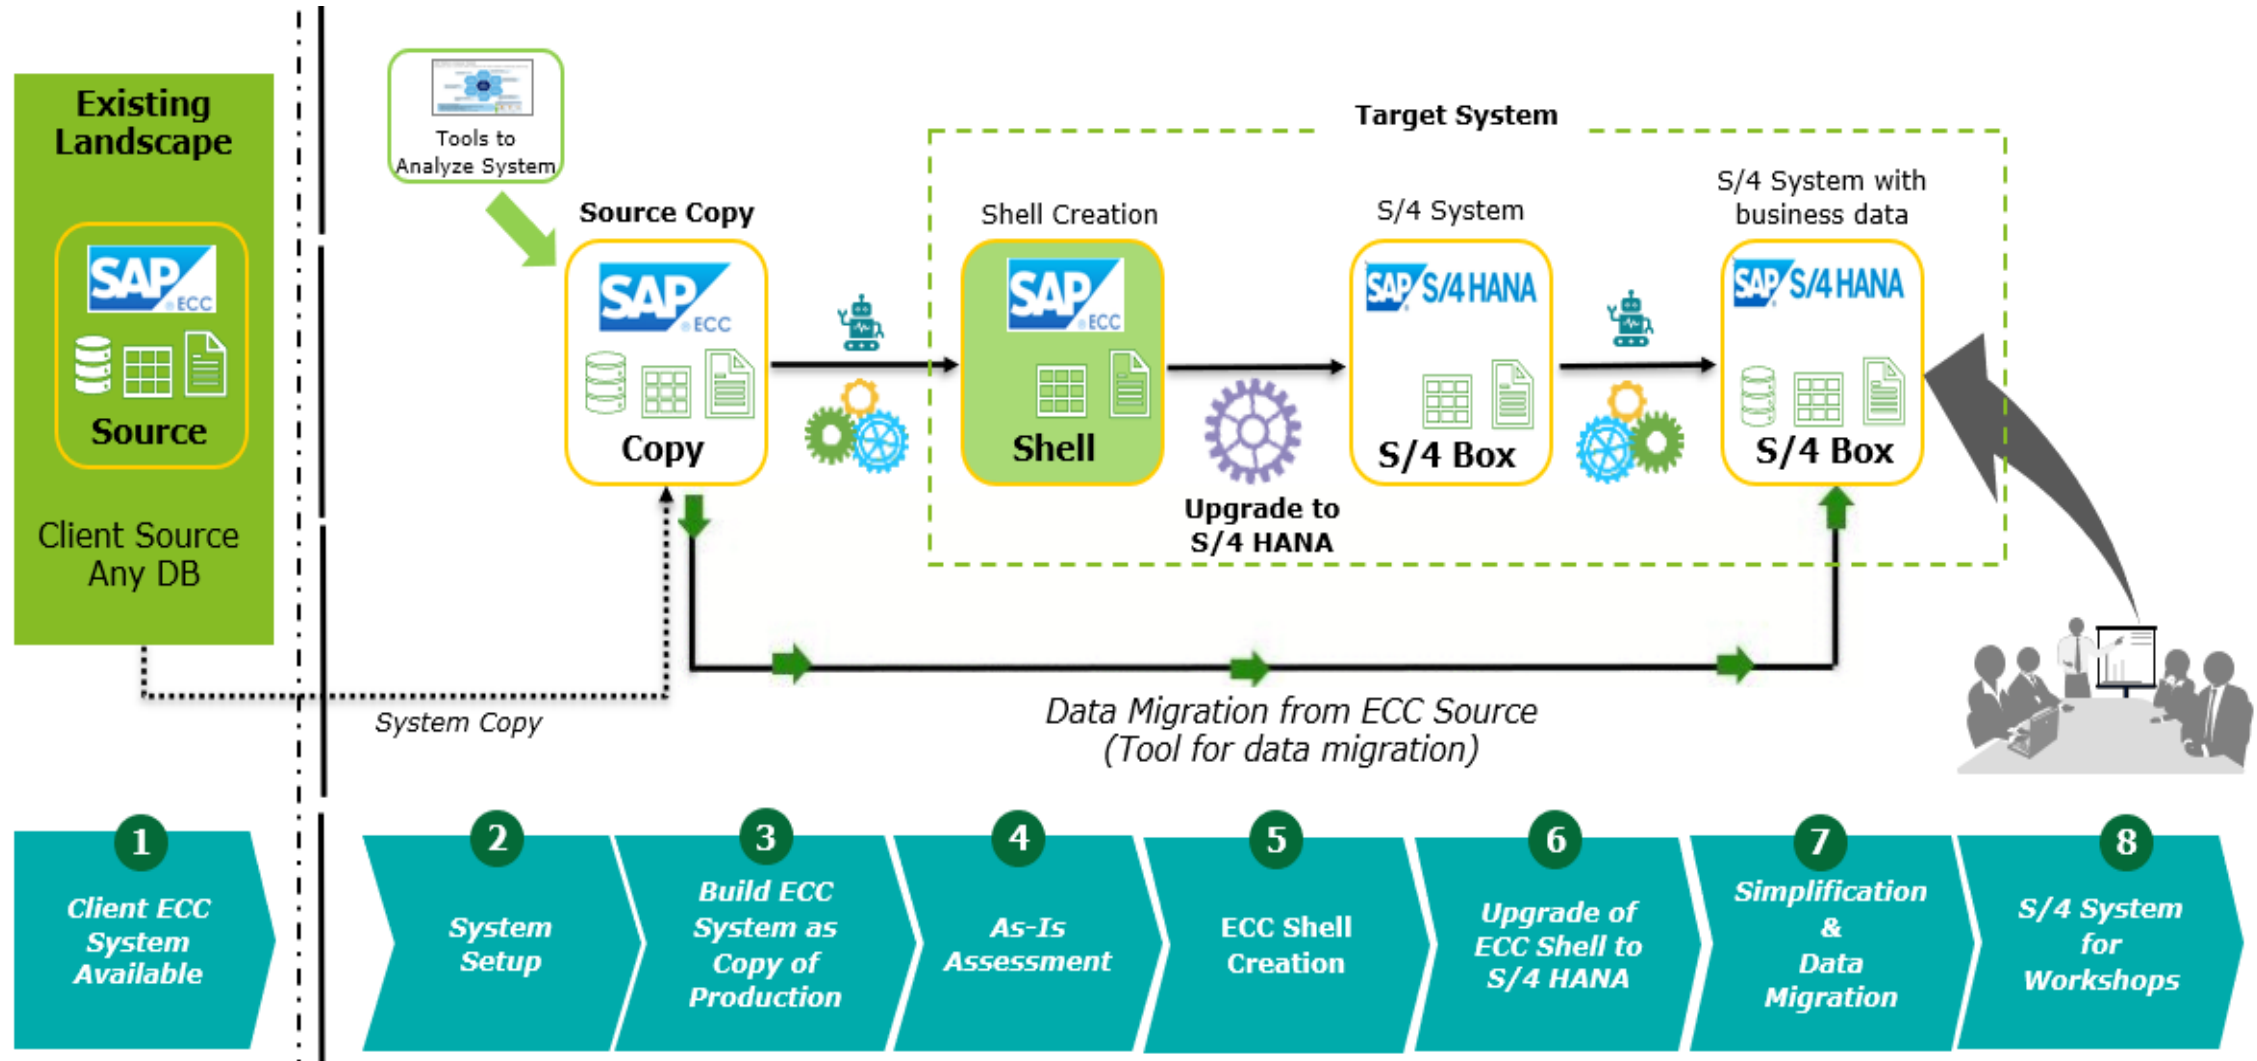 Existing
Landscape
SAP
® ECC
Source
Client Source
Any DB
Tools to
Analyze System
Source Copy
SAP
® ECC
Copy
System Copy
Target System
Shell Creation
SAP
® ECC
Shell
Upgrade to
S/4 HANA
S/4 System
SAP S/4 HANA
S/4 Box
S/4 System with
business data
SAP S/4 HANA
S/4 Box
Data Migration from ECC Source
(Tool for data migration)
1
Client ECC
System
Available
2
System
Setup
3
Build ECC
System as
Copy of
Production
4
As-Is
Assessment
5
ECC Shell
Creation
6
Upgrade of
ECC Shell to
S/4 HANA
7
Simplification
&
Data
Migration
8
S/4 System
for
Workshops